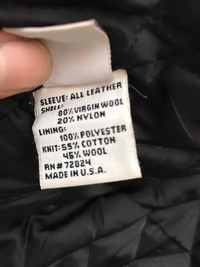 SLEEVE: ALL LEATHER
SHELL:
80% VIRGIN WOOL
20% NYLON
LINING:
100% POLYESTER
KNIT: 55% COTTON
45% WOOL
RN# 72824
MADE IN U.S.A.